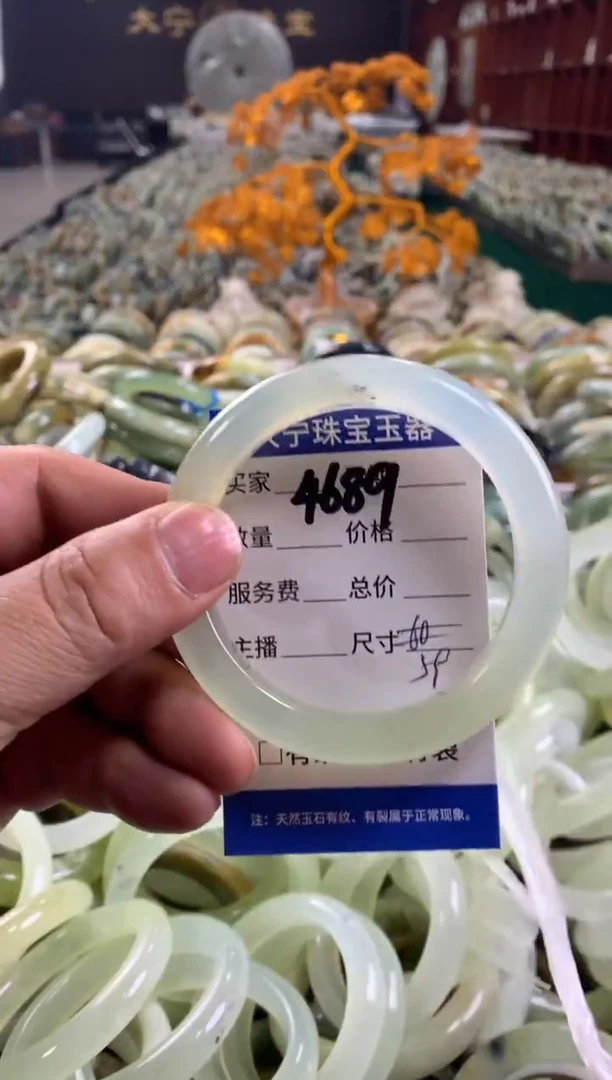 大宁 宝
宁珠宝玉器
买家 4689
数量 价格
服务费 总价
主播 尺寸 60
59
注：天然玉石有纹、有裂属于正常现象。